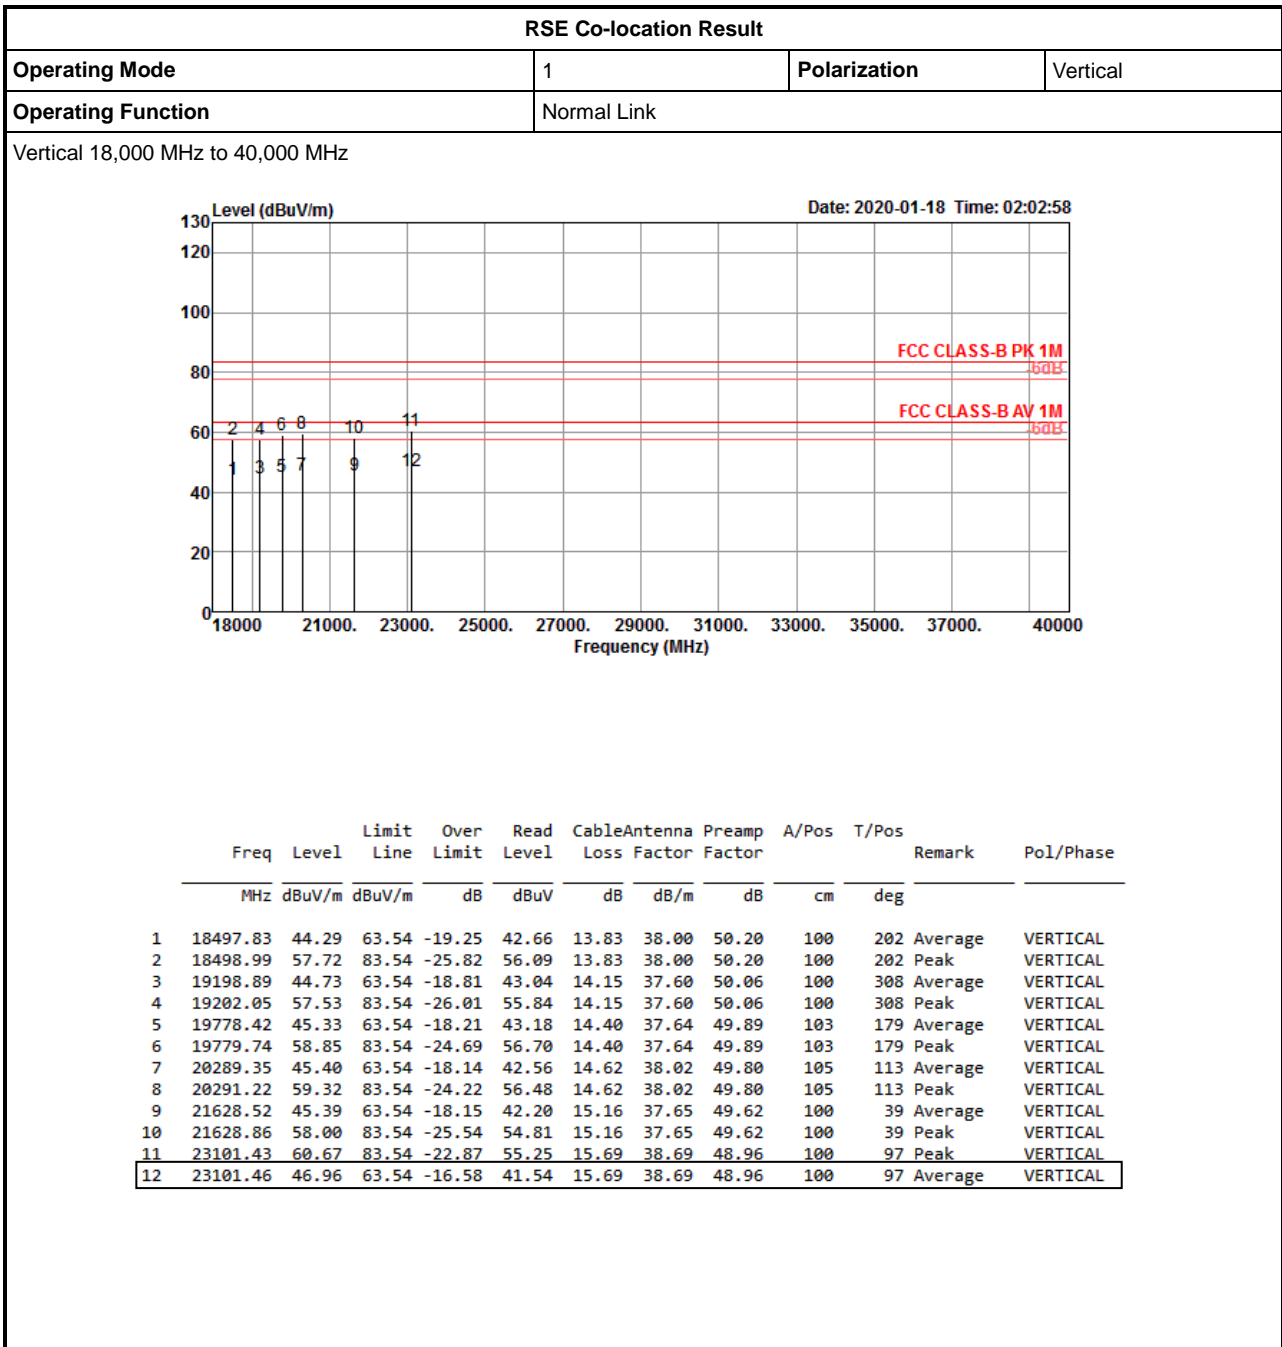 RSE Co-location Result
Operating Mode 1 Polarization Vertical
Operating Function Normal Link
Vertical 18,000 MHz to 40,000 MHz
Level (dBuV/m) Date: 2020-01-18 Time: 02:02:58
130
120
100
FCC CLASS-B PK 1M
-6dB
80
FCC CLASS-B AV 1M
-6dB
60
2 4 6 8 10 11
1 3 5 7 9 12
40
20
0
18000 21000. 23000. 25000. 27000. 29000. 31000. 33000. 35000. 37000. 40000
Frequency (MHz)
Limit Over Read CableAntenna Preamp A/Pos T/Pos
Freq Level Line Limit Level Loss Factor Factor Remark Pol/Phase
MHz dBuV/m dBuV/m dB dBuV dB dB/m dB cm deg
1 18497.83 44.29 63.54 -19.25 42.66 13.83 38.00 50.20 100 202 Average VERTICAL
2 18498.99 57.72 83.54 -25.82 56.09 13.83 38.00 50.20 100 202 Peak VERTICAL
3 19198.89 44.73 63.54 -18.81 43.04 14.15 37.60 50.06 100 308 Average VERTICAL
4 19202.05 57.53 83.54 -26.01 55.84 14.15 37.60 50.06 100 308 Peak VERTICAL
5 19778.42 45.33 63.54 -18.21 43.18 14.40 37.64 49.89 103 179 Average VERTICAL
6 19779.74 58.85 83.54 -24.69 56.70 14.40 37.64 49.89 103 179 Peak VERTICAL
7 20289.35 45.40 63.54 -18.14 42.56 14.62 38.02 49.80 105 113 Average VERTICAL
8 20291.22 59.32 83.54 -24.22 56.48 14.62 38.02 49.80 105 113 Peak VERTICAL
9 21628.52 45.39 63.54 -18.15 42.20 15.16 37.65 49.62 100 39 Average VERTICAL
10 21628.86 58.00 83.54 -25.54 54.81 15.16 37.65 49.62 100 39 Peak VERTICAL
11 23101.43 60.67 83.54 -22.87 55.25 15.69 38.69 48.96 100 97 Peak VERTICAL
12 23101.46 46.96 63.54 -16.58 41.54 15.69 38.69 48.96 100 97 Average VERTICAL